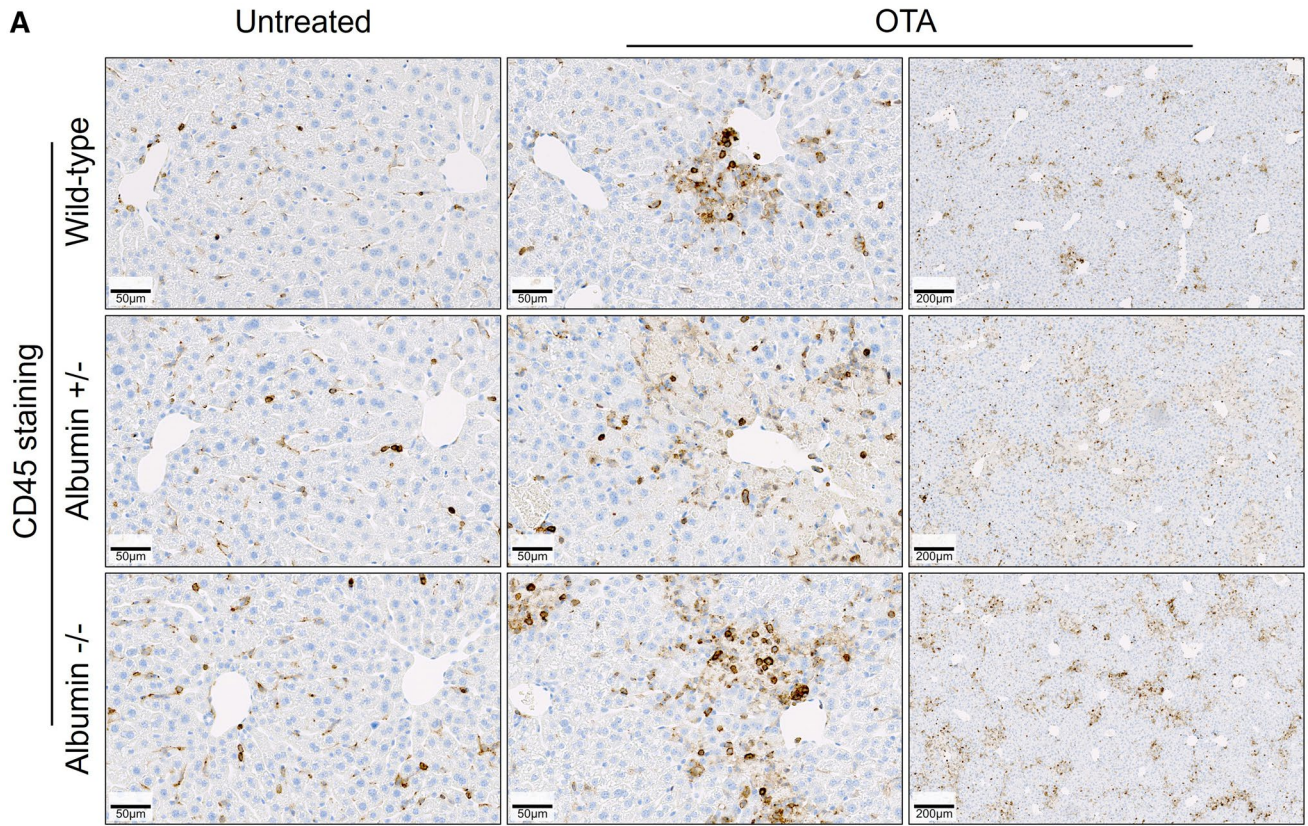 A
Untreated
OTA
CD45 staining
Wild-type
50µm
50µm
200µm
Albumin +/-
50µm
50µm
200µm
Albumin -/-
50µm
50µm
200µm